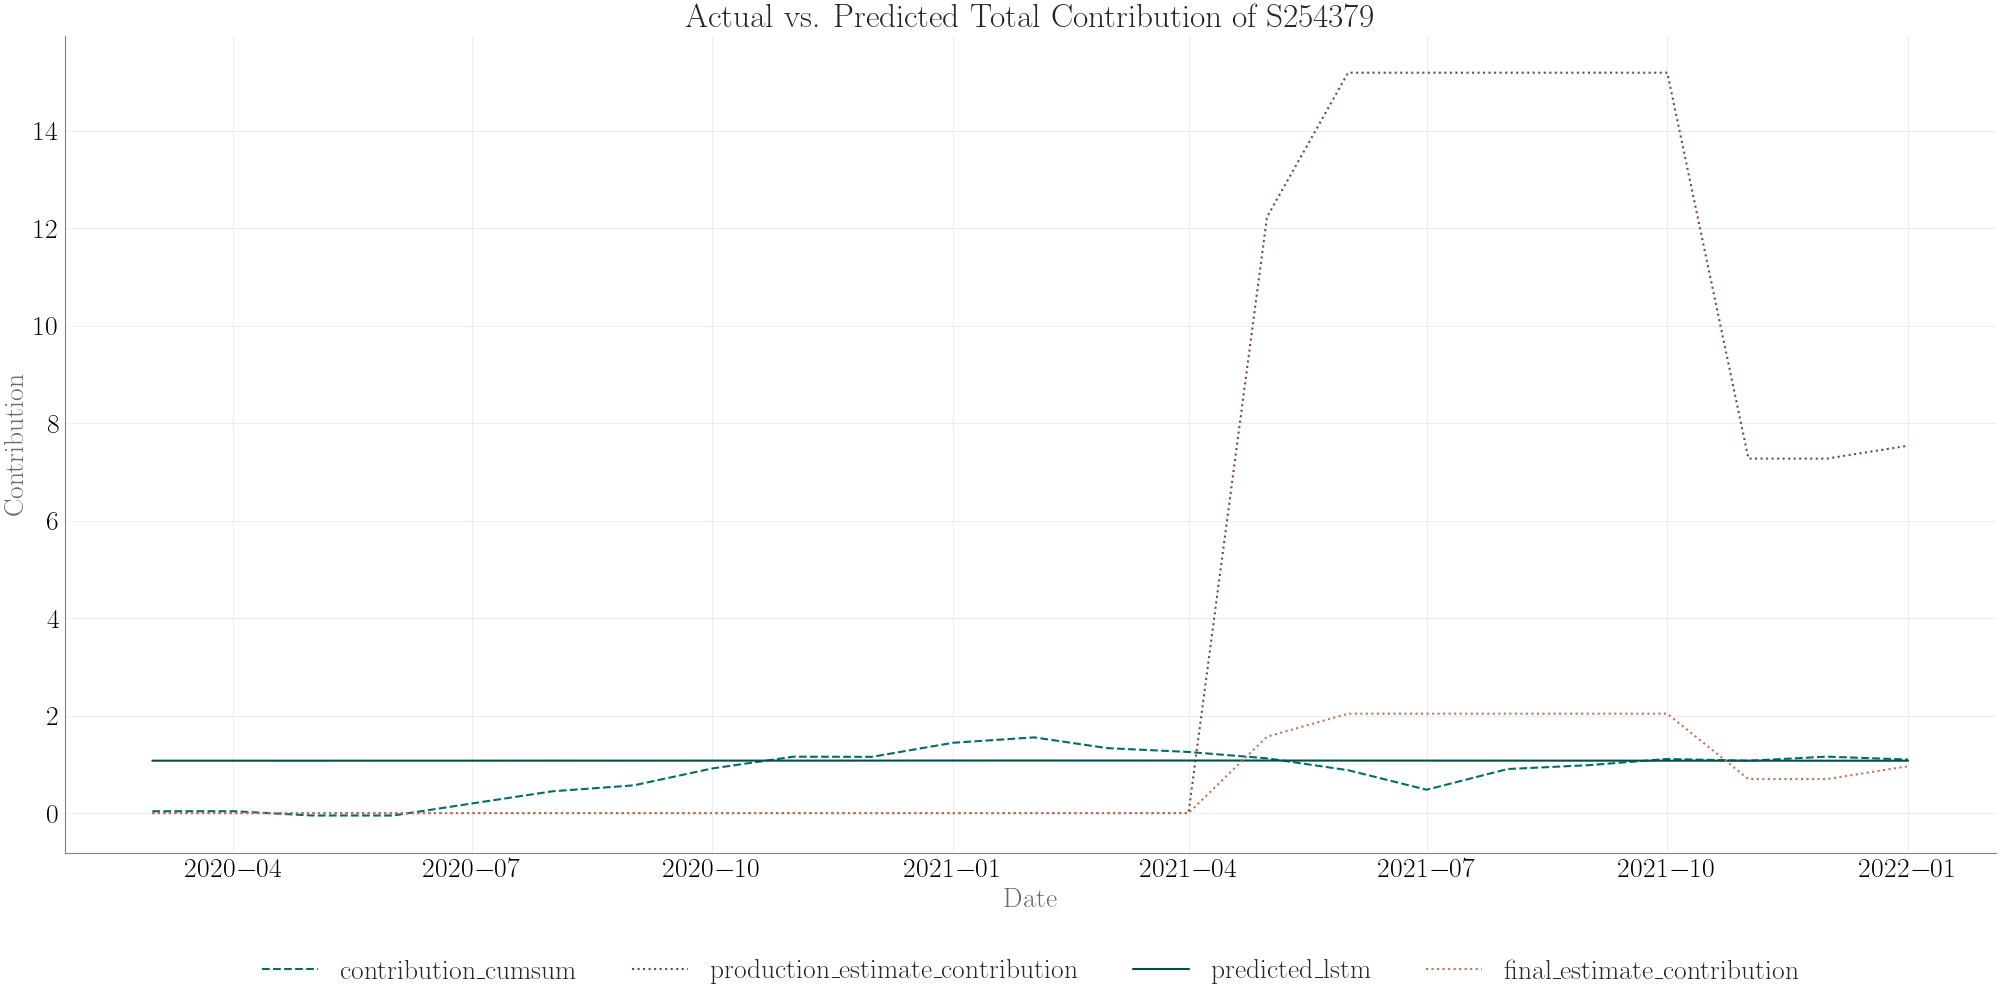 Actual vs. Predicted Total Contribution of S254379
Contribution
14
12
10
8
6
4
2
0
2020−04 2020−07 2020−10 2021−01 2021−04 2021−07 2021−10 2022−01
Date
contribution_cumsum production_estimate_contribution predicted_lstm final_estimate_contribution